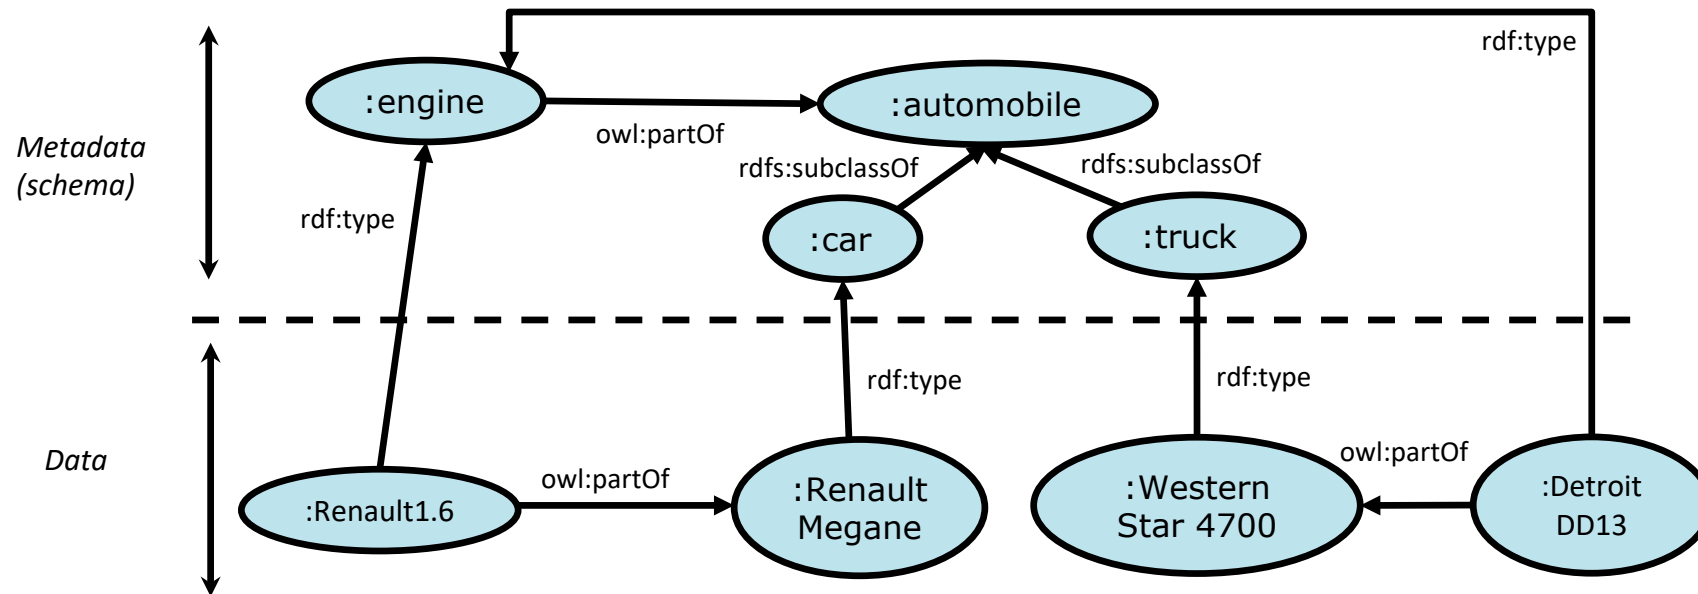 rdf:type
:engine
:automobile
owl:partOf
Metadata
(schema)
rdfs:subclassOf
rdfs:subclassOf
rdf:type
:car
:truck
rdf:type
rdf:type
Data
owl:partOf
owl:partOf
:Renault1.6
:Renault
Megane
:Western
Star 4700
:Detroit
DD13